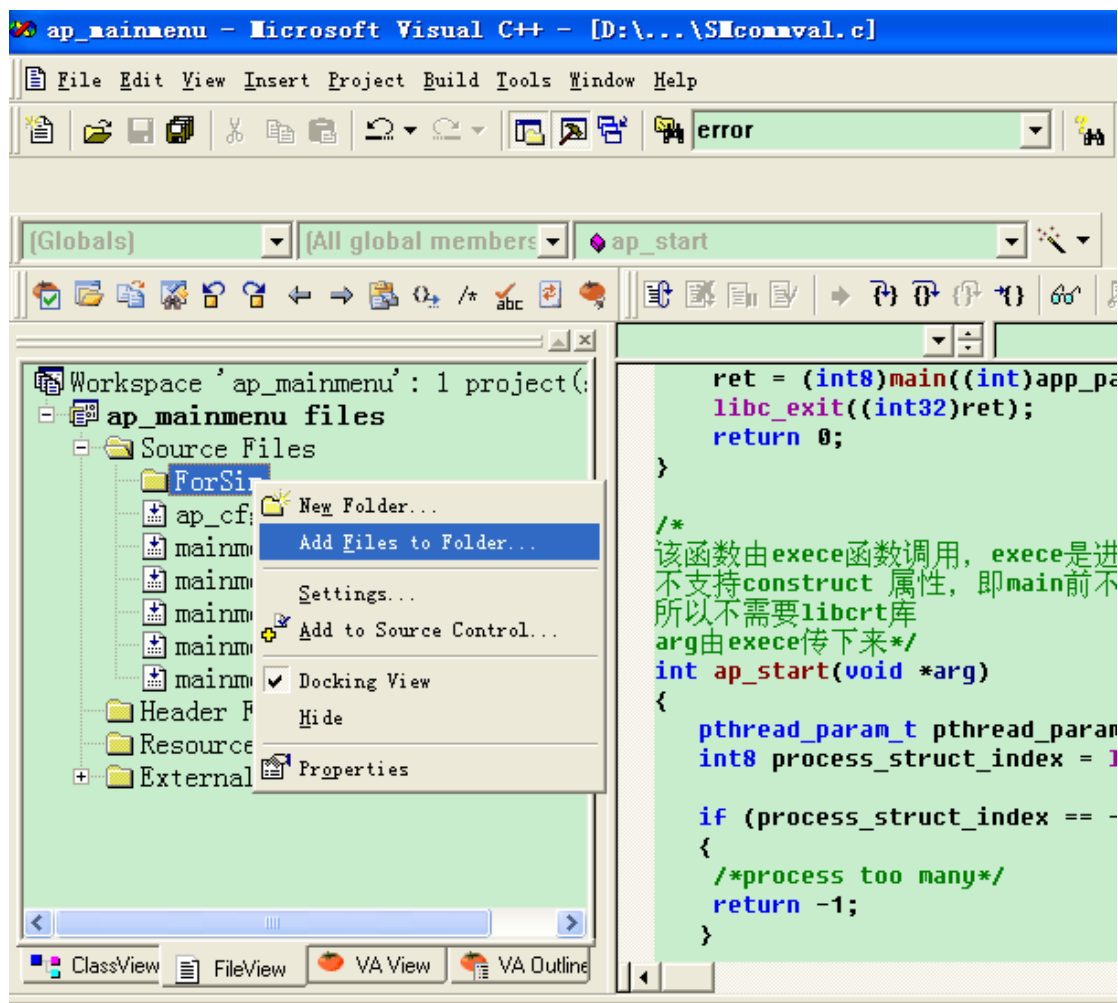 ap_mainmenu - Microsoft Visual C++ - [D:\...\SMcommval.c]
File Edit View Insert Project Build Tools Window Help
error
(Globals) (All global members ap_start
Workspace 'ap_mainmenu': 1 project(
ap_mainmenu files
Source Files
ForSim
ap_cf
mainm
mainm
mainm
mainm
mainm
Header F
Resource
External
New Folder...
Add Files to Folder...
Settings...
Add to Source Control...
Docking View
Hide
Properties
ClassView FileView VA View VA Outline
ret = (int8)main((int)app_pa
libc_exit((int32)ret);
return 0;
}
/*
该函数由exece函数调用，exece是进
不支持construct 属性，即main前不
所以不需要libcrt库
arg由exece传下来*/
int ap_start(void *arg)
{
pthread_param_t pthread_param
int8 process_struct_index =
if (process_struct_index == -
{
/*process too many*/
return -1;
}